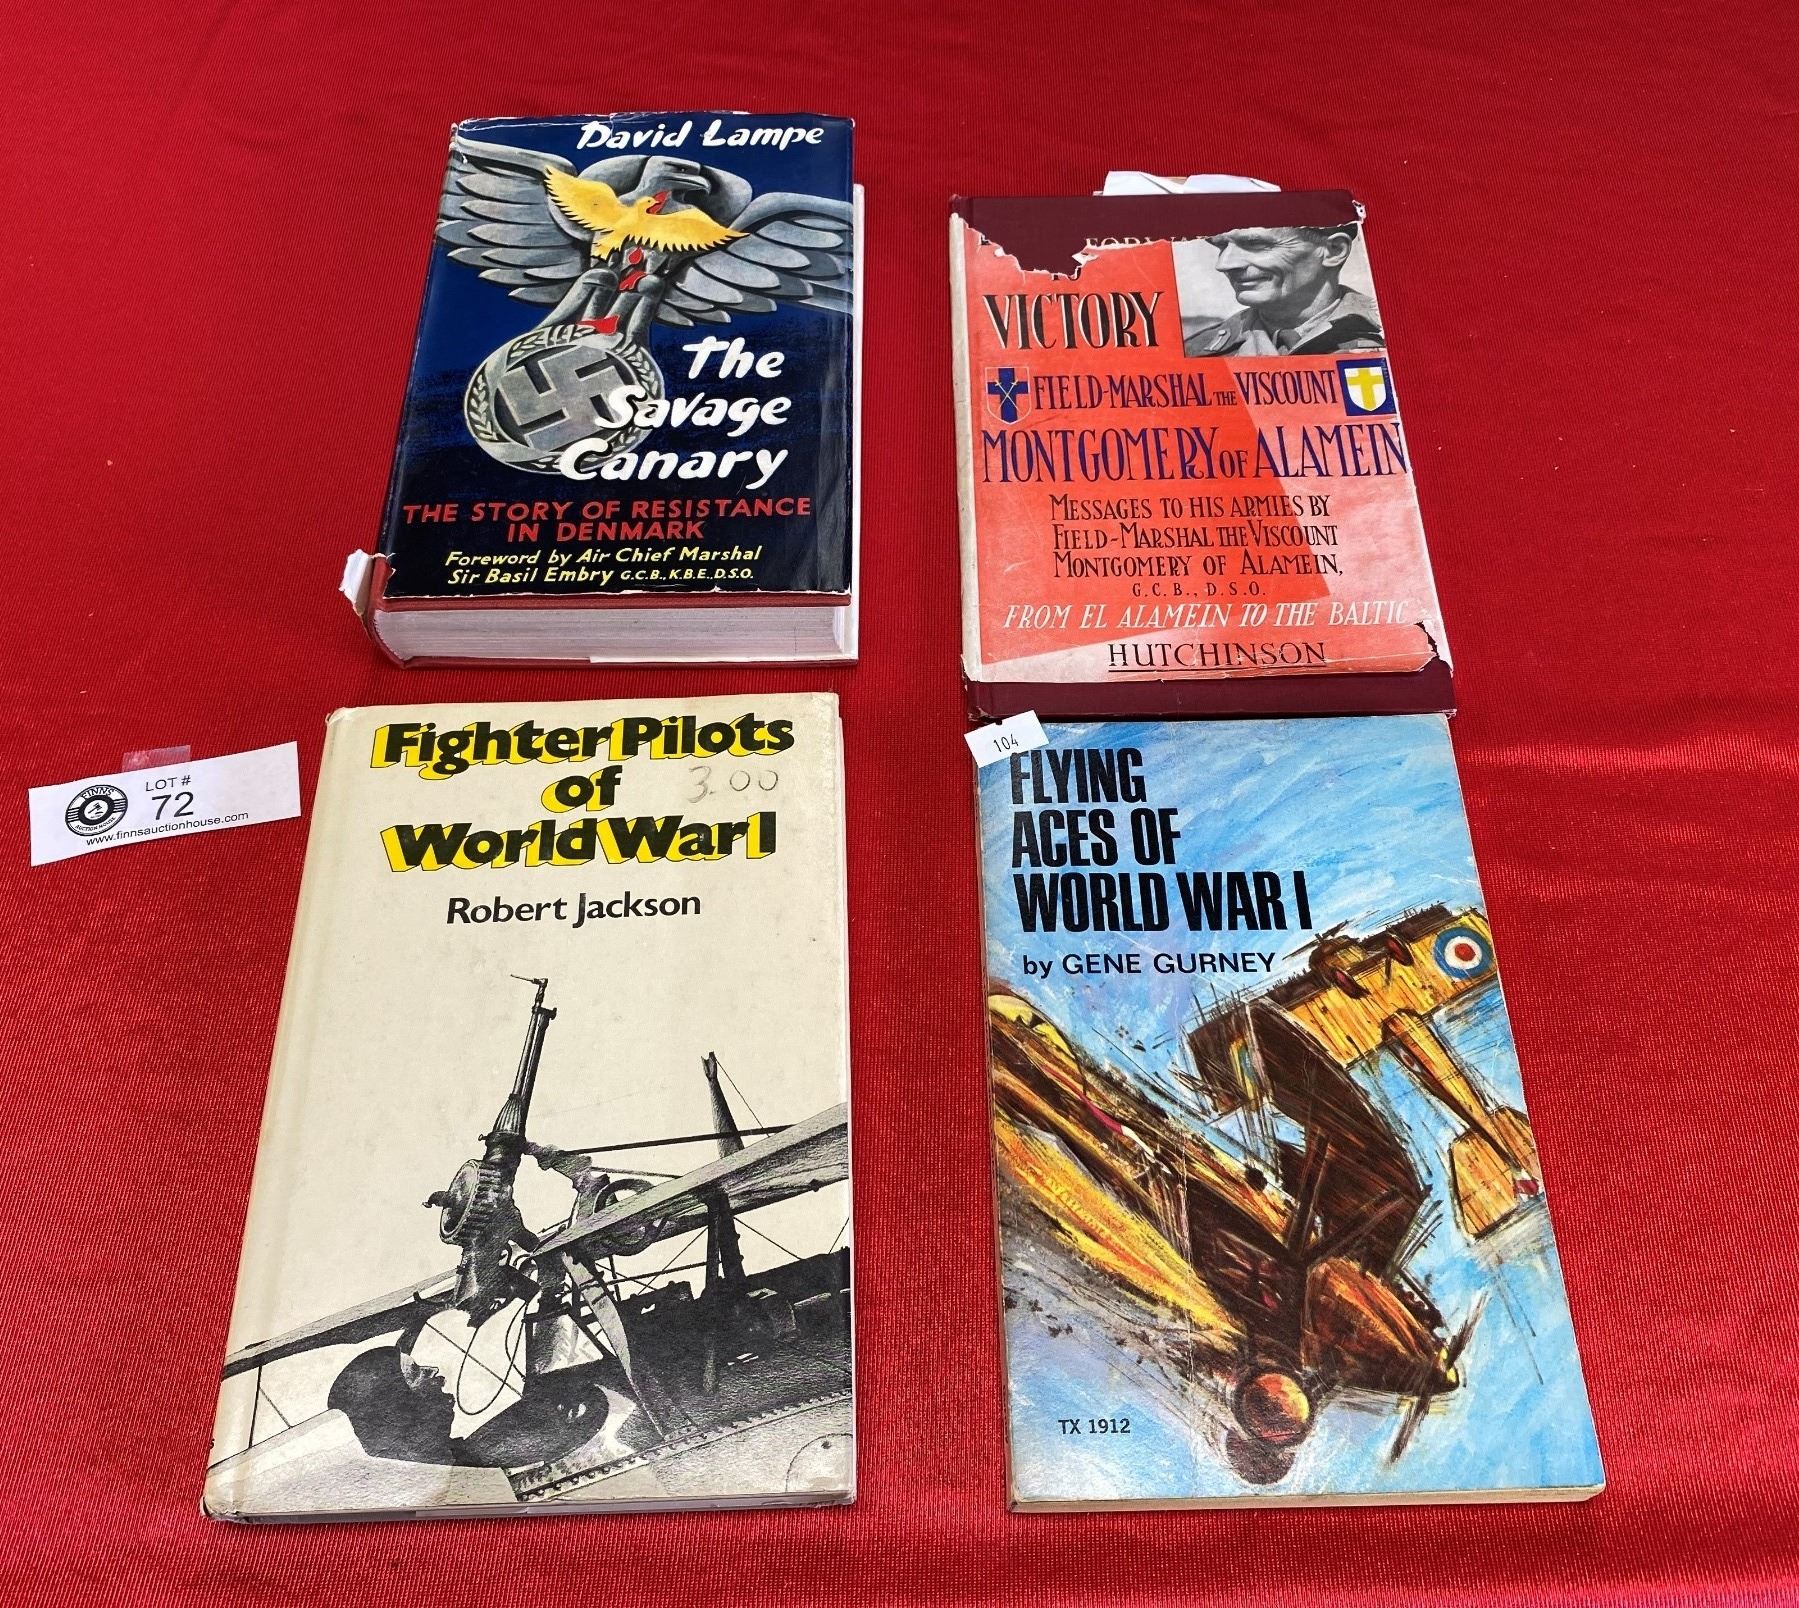 David Lampe
The
Savage
Canary
THE STORY OF RESISTANCE
IN DENMARK
Foreword by Air Chief Marshal
Sir Basil Embry G.C.B., K.B.E., D.S.O.
VICTORY
FIELD-MARSHAL THE VISCOUNT
MONTGOMERY OF ALAMEIN
MESSAGES TO HIS ARMIES BY
FIELD-MARSHAL THE VISCOUNT
MONTGOMERY OF ALAMEIN,
G.C.B., D.S.O.
FROM EL ALAMEIN TO THE BALTIC
HUTCHINSON
FINNS
AUCTION HOUSE
LOT #
72
www.finnsauctionhouse.com
Fighter Pilots
of
World War I
3.00
Robert Jackson
104
FLYING
ACES OF
WORLD WAR I
by GENE GURNEY
TX 1912